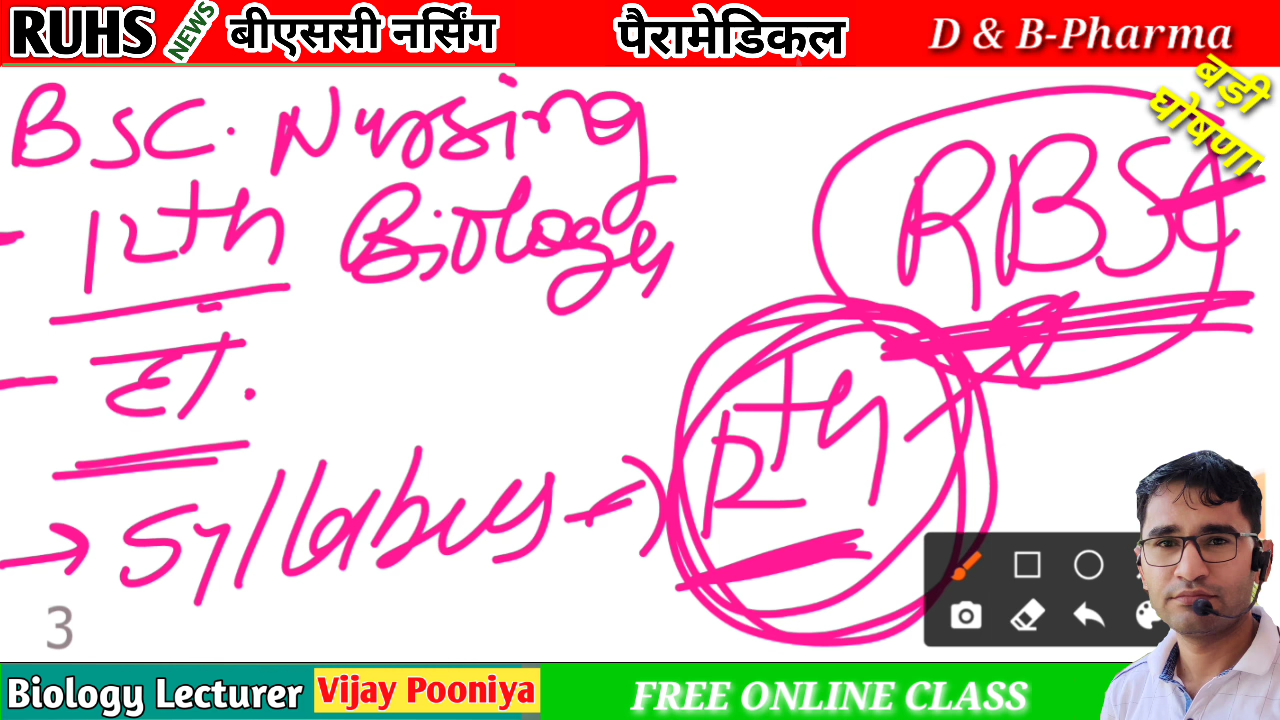 RUHS NEWS बीएससी नर्सिंग पैरामेडिकल D & B-Pharma
बड़ी
घोषणा
BSC. Nursing
12th Biology
RBSE
→ Syllabus → 12th
3
Biology Lecturer Vijay Pooniya FREE ONLINE CLASS